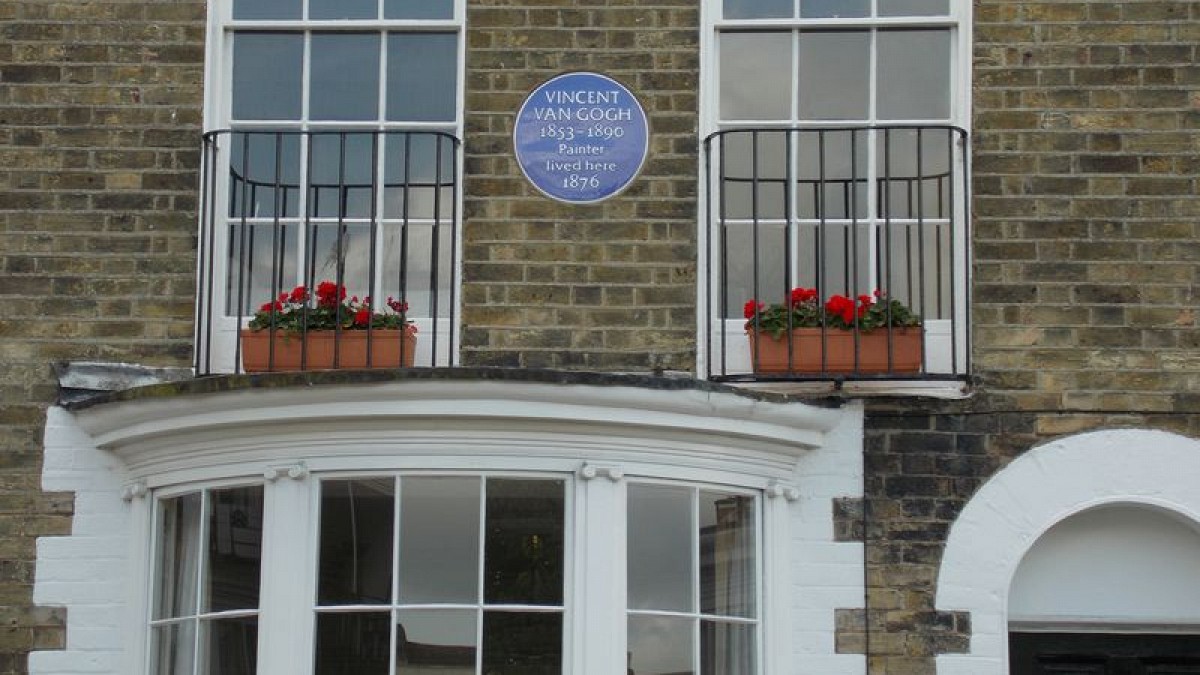 VINCENT
VAN GOGH
1853-1890
Painter
lived here
1876